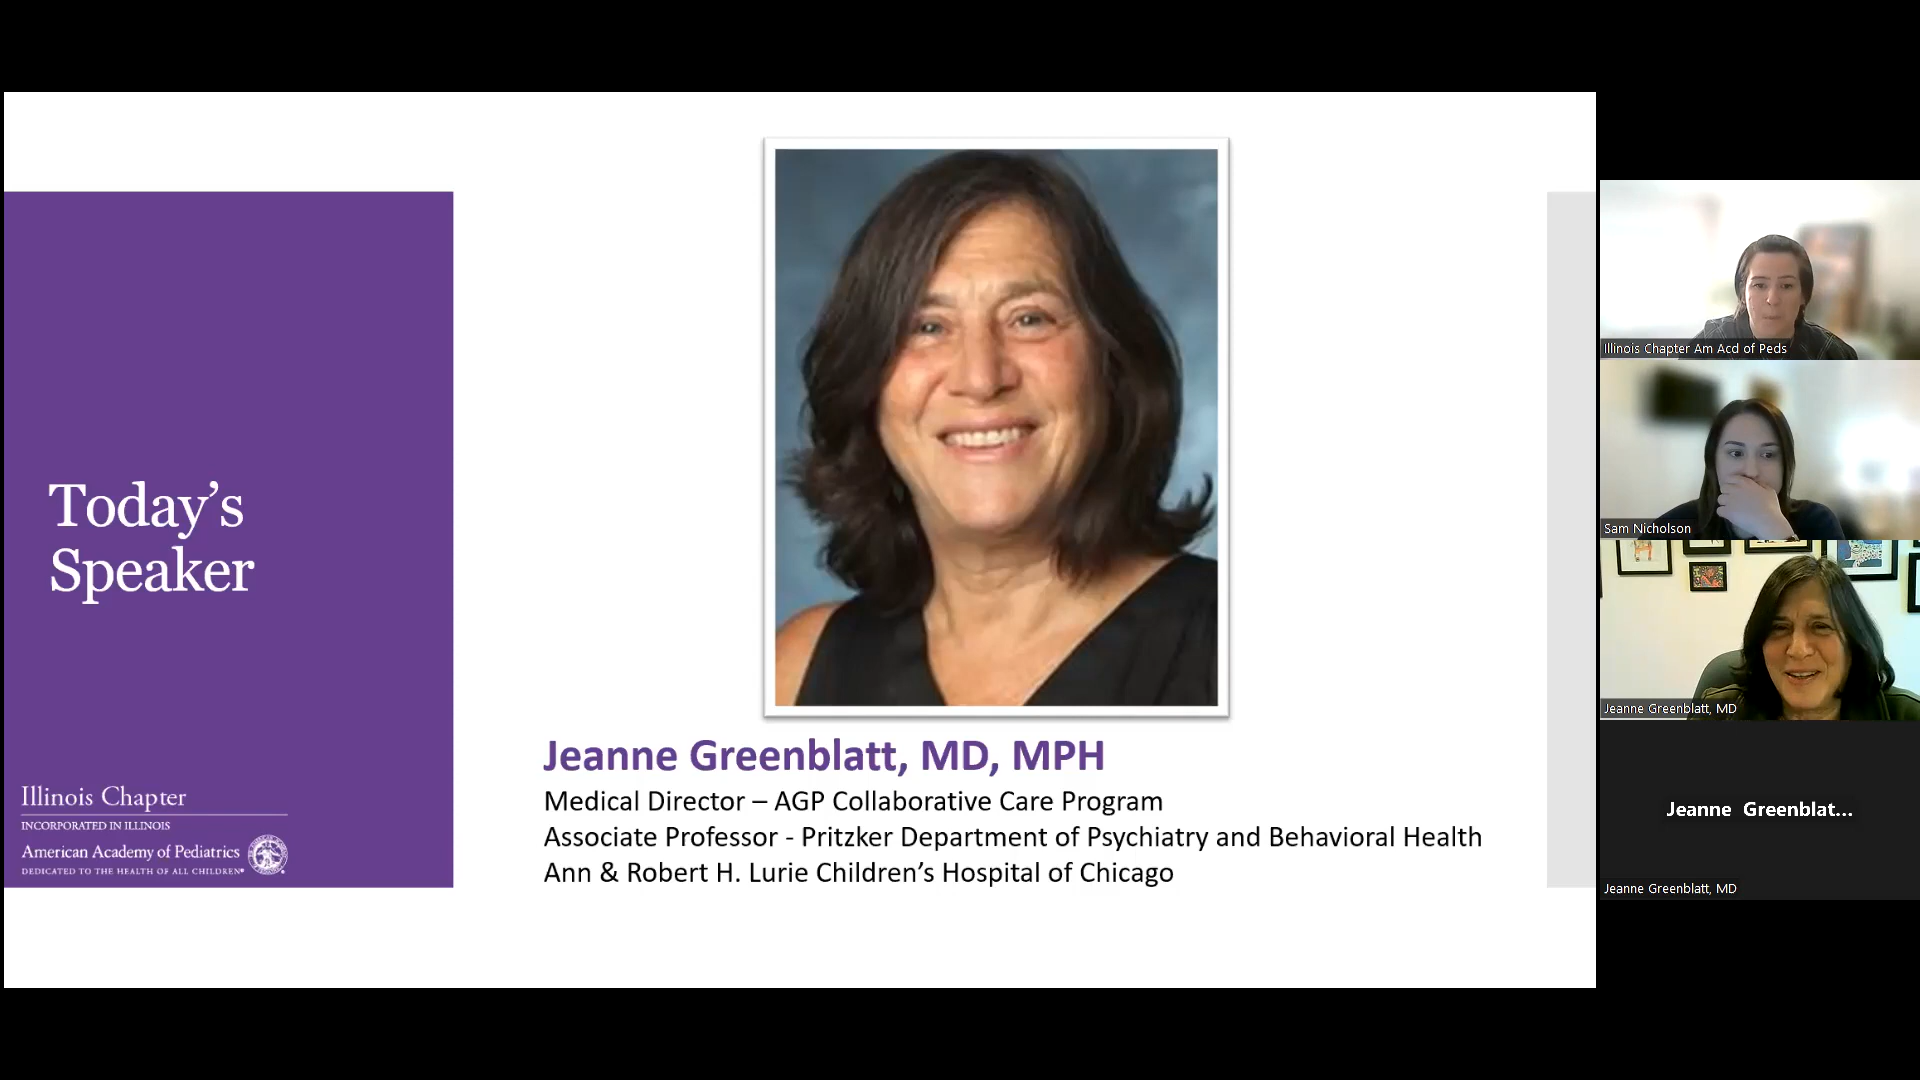 Today’s
Speaker
Illinois Chapter
INCORPORATED IN ILLINOIS
American Academy of Pediatrics
DEDICATED TO THE HEALTH OF ALL CHILDREN®
Jeanne Greenblatt, MD, MPH
Medical Director – AGP Collaborative Care Program
Associate Professor - Pritzker Department of Psychiatry and Behavioral Health
Ann & Robert H. Lurie Children’s Hospital of Chicago
Illinois Chapter Am Acd of Peds
Sam Nicholson
Jeanne Greenblatt, MD
Jeanne Greenblat...
Jeanne Greenblatt, MD